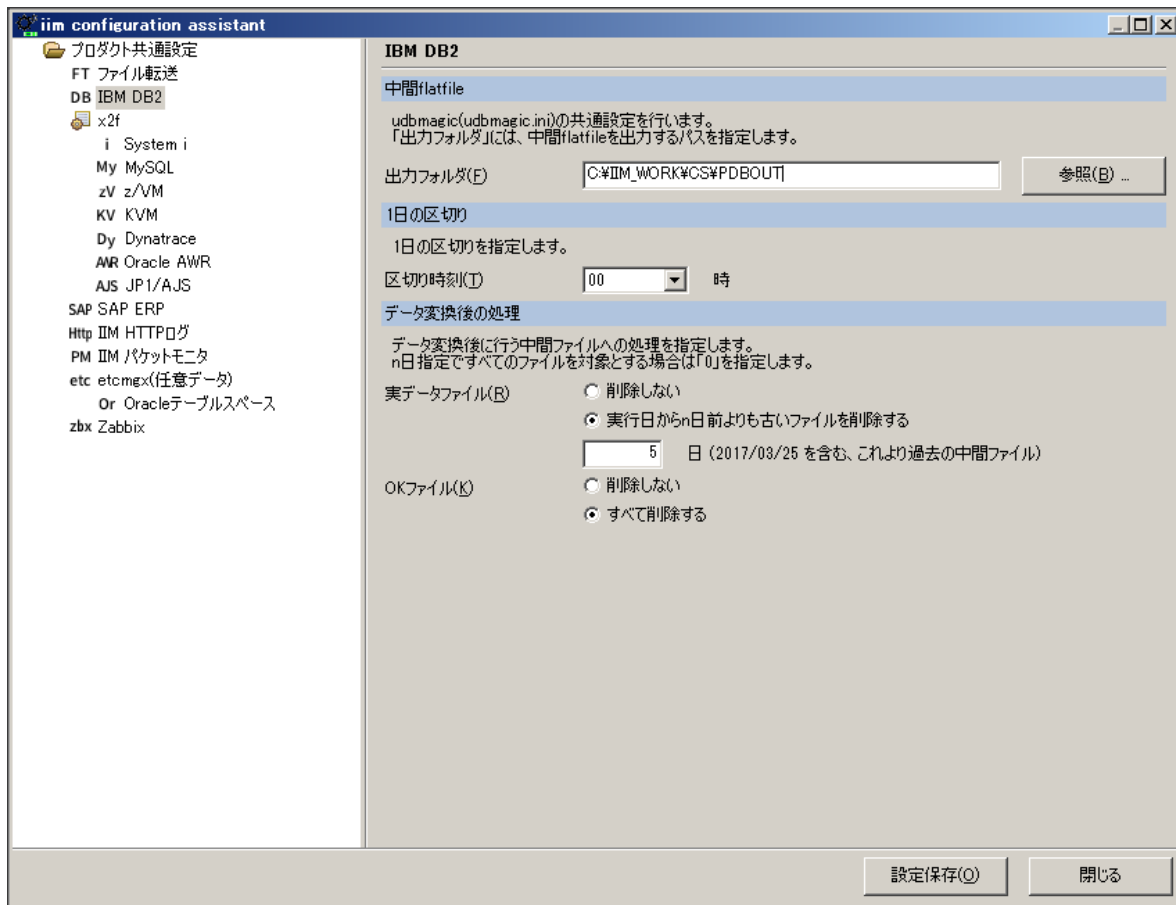 iim configuration assistant
プロダクト共通設定
FT ファイル転送
DB IBM DB2
x2f
i System i
My MySQL
zV z/VM
KV KVM
Dy Dynatrace
AWR Oracle AWR
AJS JP1/AJS
SAP SAP ERP
Http IIM HTTPログ
PM IIM パケットモニタ
etc etcmgx(任意データ)
Or Oracleテーブルスペース
zbx Zabbix
IBM DB2
中間flatfile
udbmagic(udbmagic.ini)の共通設定を行います。
「出力フォルダ」には、中間flatfileを出力するパスを指定します。
出力フォルダ(F) C:¥IIM_WORK¥CS¥PDBOUT 参照(B) ...
1日の区切り
1日の区切りを指定します。
区切り時刻(T) 00 時
データ変換後の処理
データ変換後に行う中間ファイルへの処理を指定します。
n日指定ですべてのファイルを対象とする場合は「0」を指定します。
実データファイル(R) 削除しない
実行日からn日前よりも古いファイルを削除する
5 日 (2017/03/25 を含む、これより過去の中間ファイル)
OKファイル(K) 削除しない
すべて削除する
設定保存(O) 閉じる